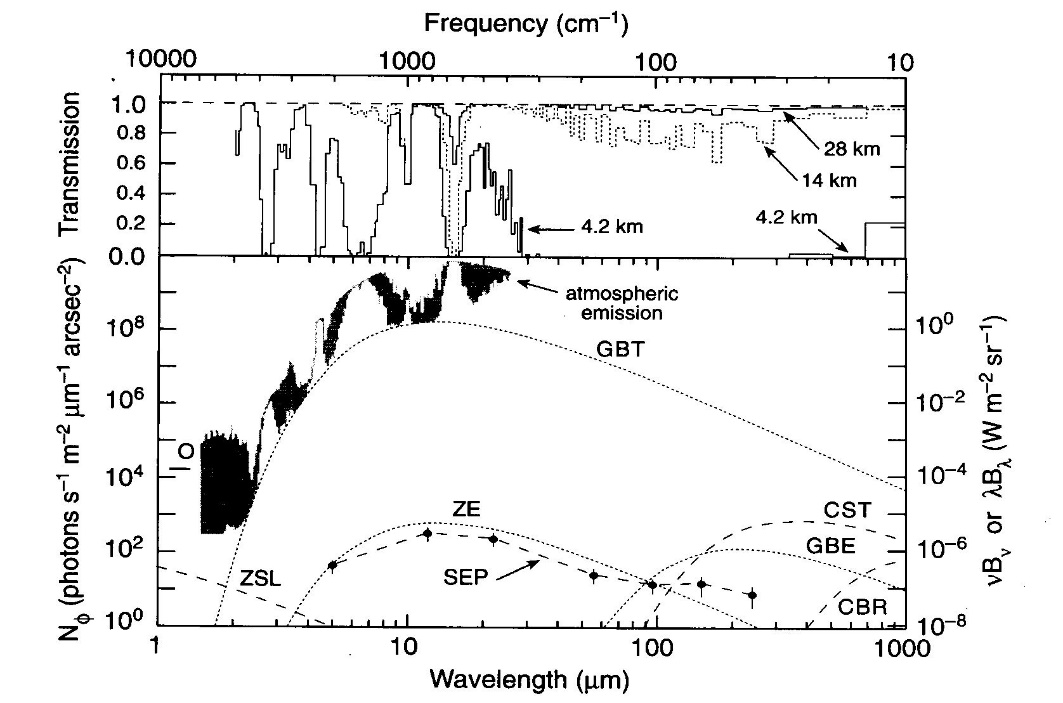 Frequency (cm⁻¹)
10000 1000 100 10
Transmission
1.0
0.8
0.6
0.4
0.2
0.0
28 km
14 km
4.2 km
4.2 km
atmospheric
emission
N_ϕ (photons s⁻¹ m⁻² μm⁻¹ arcsec⁻²)
10⁸
10⁶
10⁴
10²
10⁰
O
GBT
ZE
ZSL
SEP
CST
GBE
CBR
10⁰
10⁻²
10⁻⁴
10⁻⁶
10⁻⁸
νB_ν or λB_λ (W m⁻² sr⁻¹)
1 10 100 1000
Wavelength (μm)